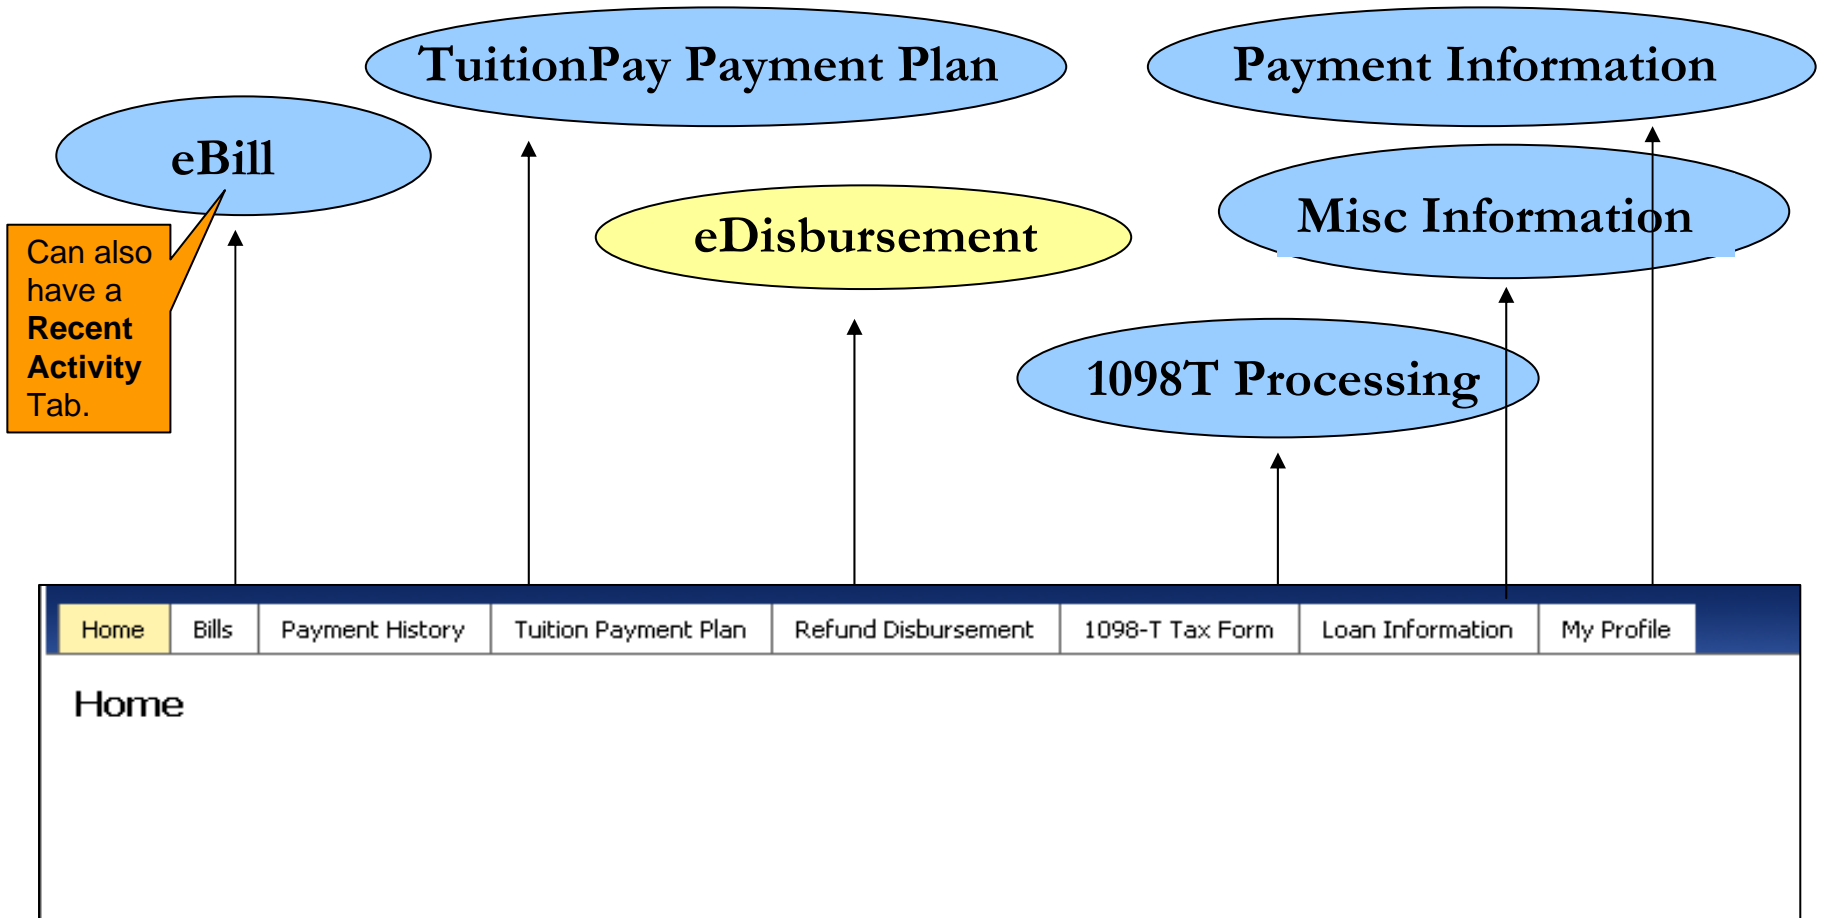 TuitionPay Payment Plan
Payment Information
eBill
Misc Information
eDisbursement
Can also
have a
Recent
Activity
Tab.
1098T Processing
Home
Bills
Payment History
Tuition Payment Plan
Refund Disbursement
1098-T Tax Form
Loan Information
My Profile
Home